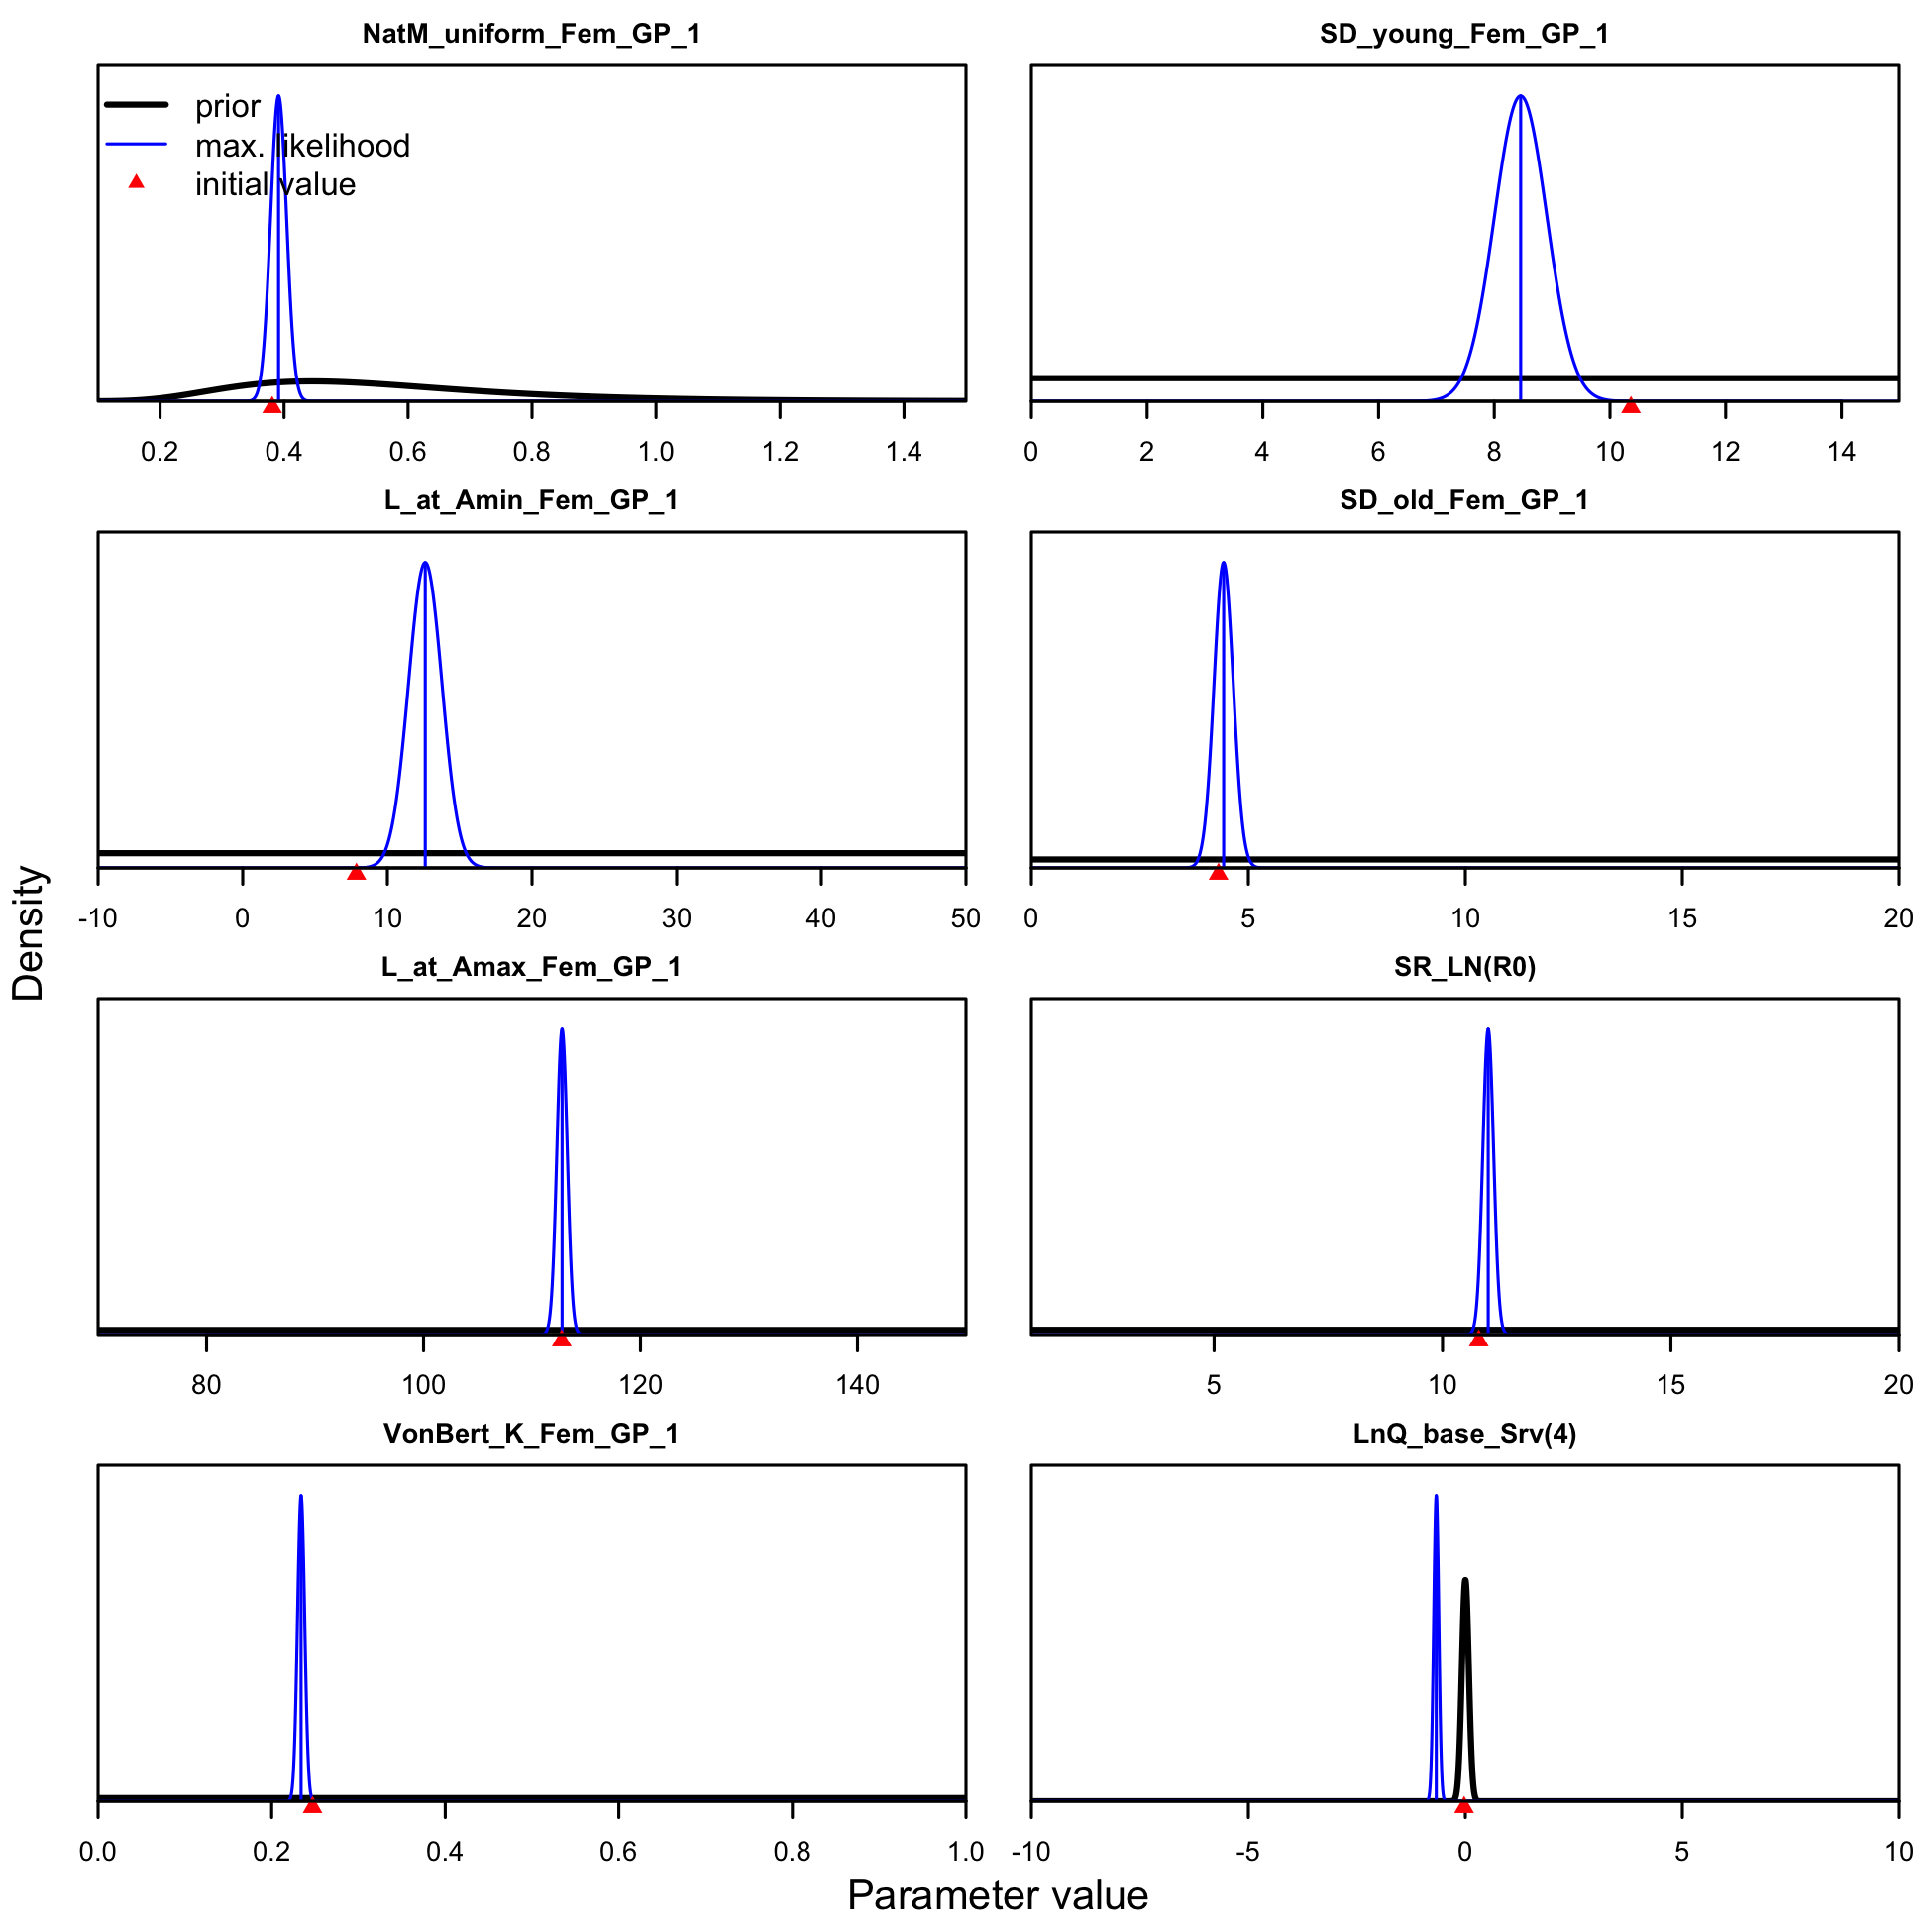 NatM_uniform_Fem_GP_1
prior
max. likelihood
initial value
0.2 0.4 0.6 0.8 1.0 1.2 1.4
SD_young_Fem_GP_1
0 2 4 6 8 10 12 14
L_at_Amin_Fem_GP_1
-10 0 10 20 30 40 50
SD_old_Fem_GP_1
0 5 10 15 20
L_at_Amax_Fem_GP_1
80 100 120 140
SR_LN(R0)
5 10 15 20
VonBert_K_Fem_GP_1
0.0 0.2 0.4 0.6 0.8 1.0
LnQ_base_Srv(4)
-10 -5 0 5 10
Density
Parameter value